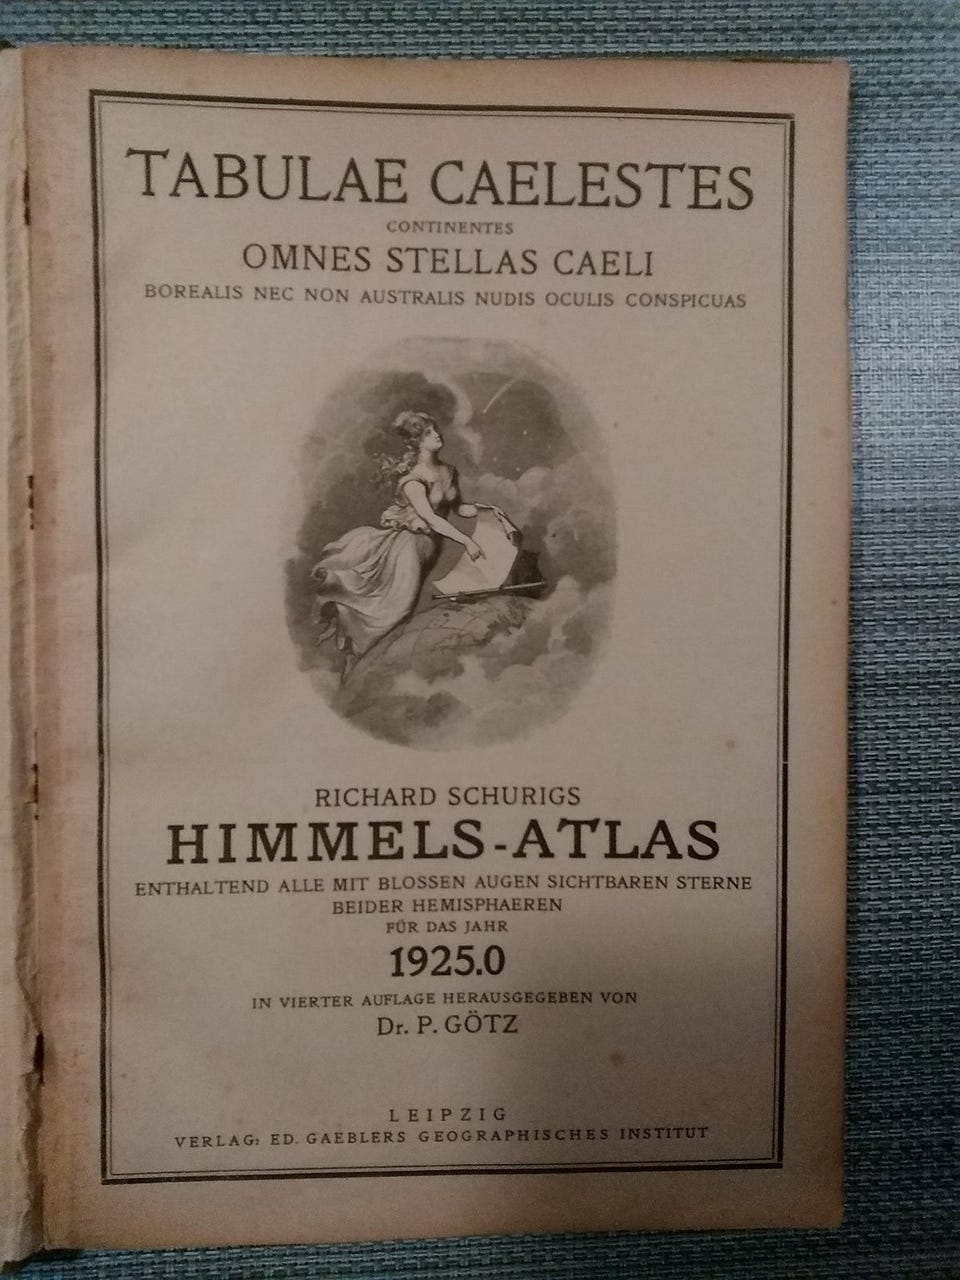 TABULAE CAELESTES
CONTINENTES
OMNES STELLAS CAELI
BOREALIS NEC NON AUSTRALIS NUDIS OCULIS CONSPICUAS
RICHARD SCHURIGS
HIMMELS-ATLAS
ENTHALTEND ALLE MIT BLOSSEN AUGEN SICHTBAREN STERNE
BEIDER HEMISPHAEREN
FÜR DAS JAHR
1925.0
IN VIERTER AUFLAGE HERAUSGEGEBEN VON
Dr. P. GÖTZ
LEIPZIG
VERLAG: ED. GAEBLERS GEOGRAPHISCHES INSTITUT